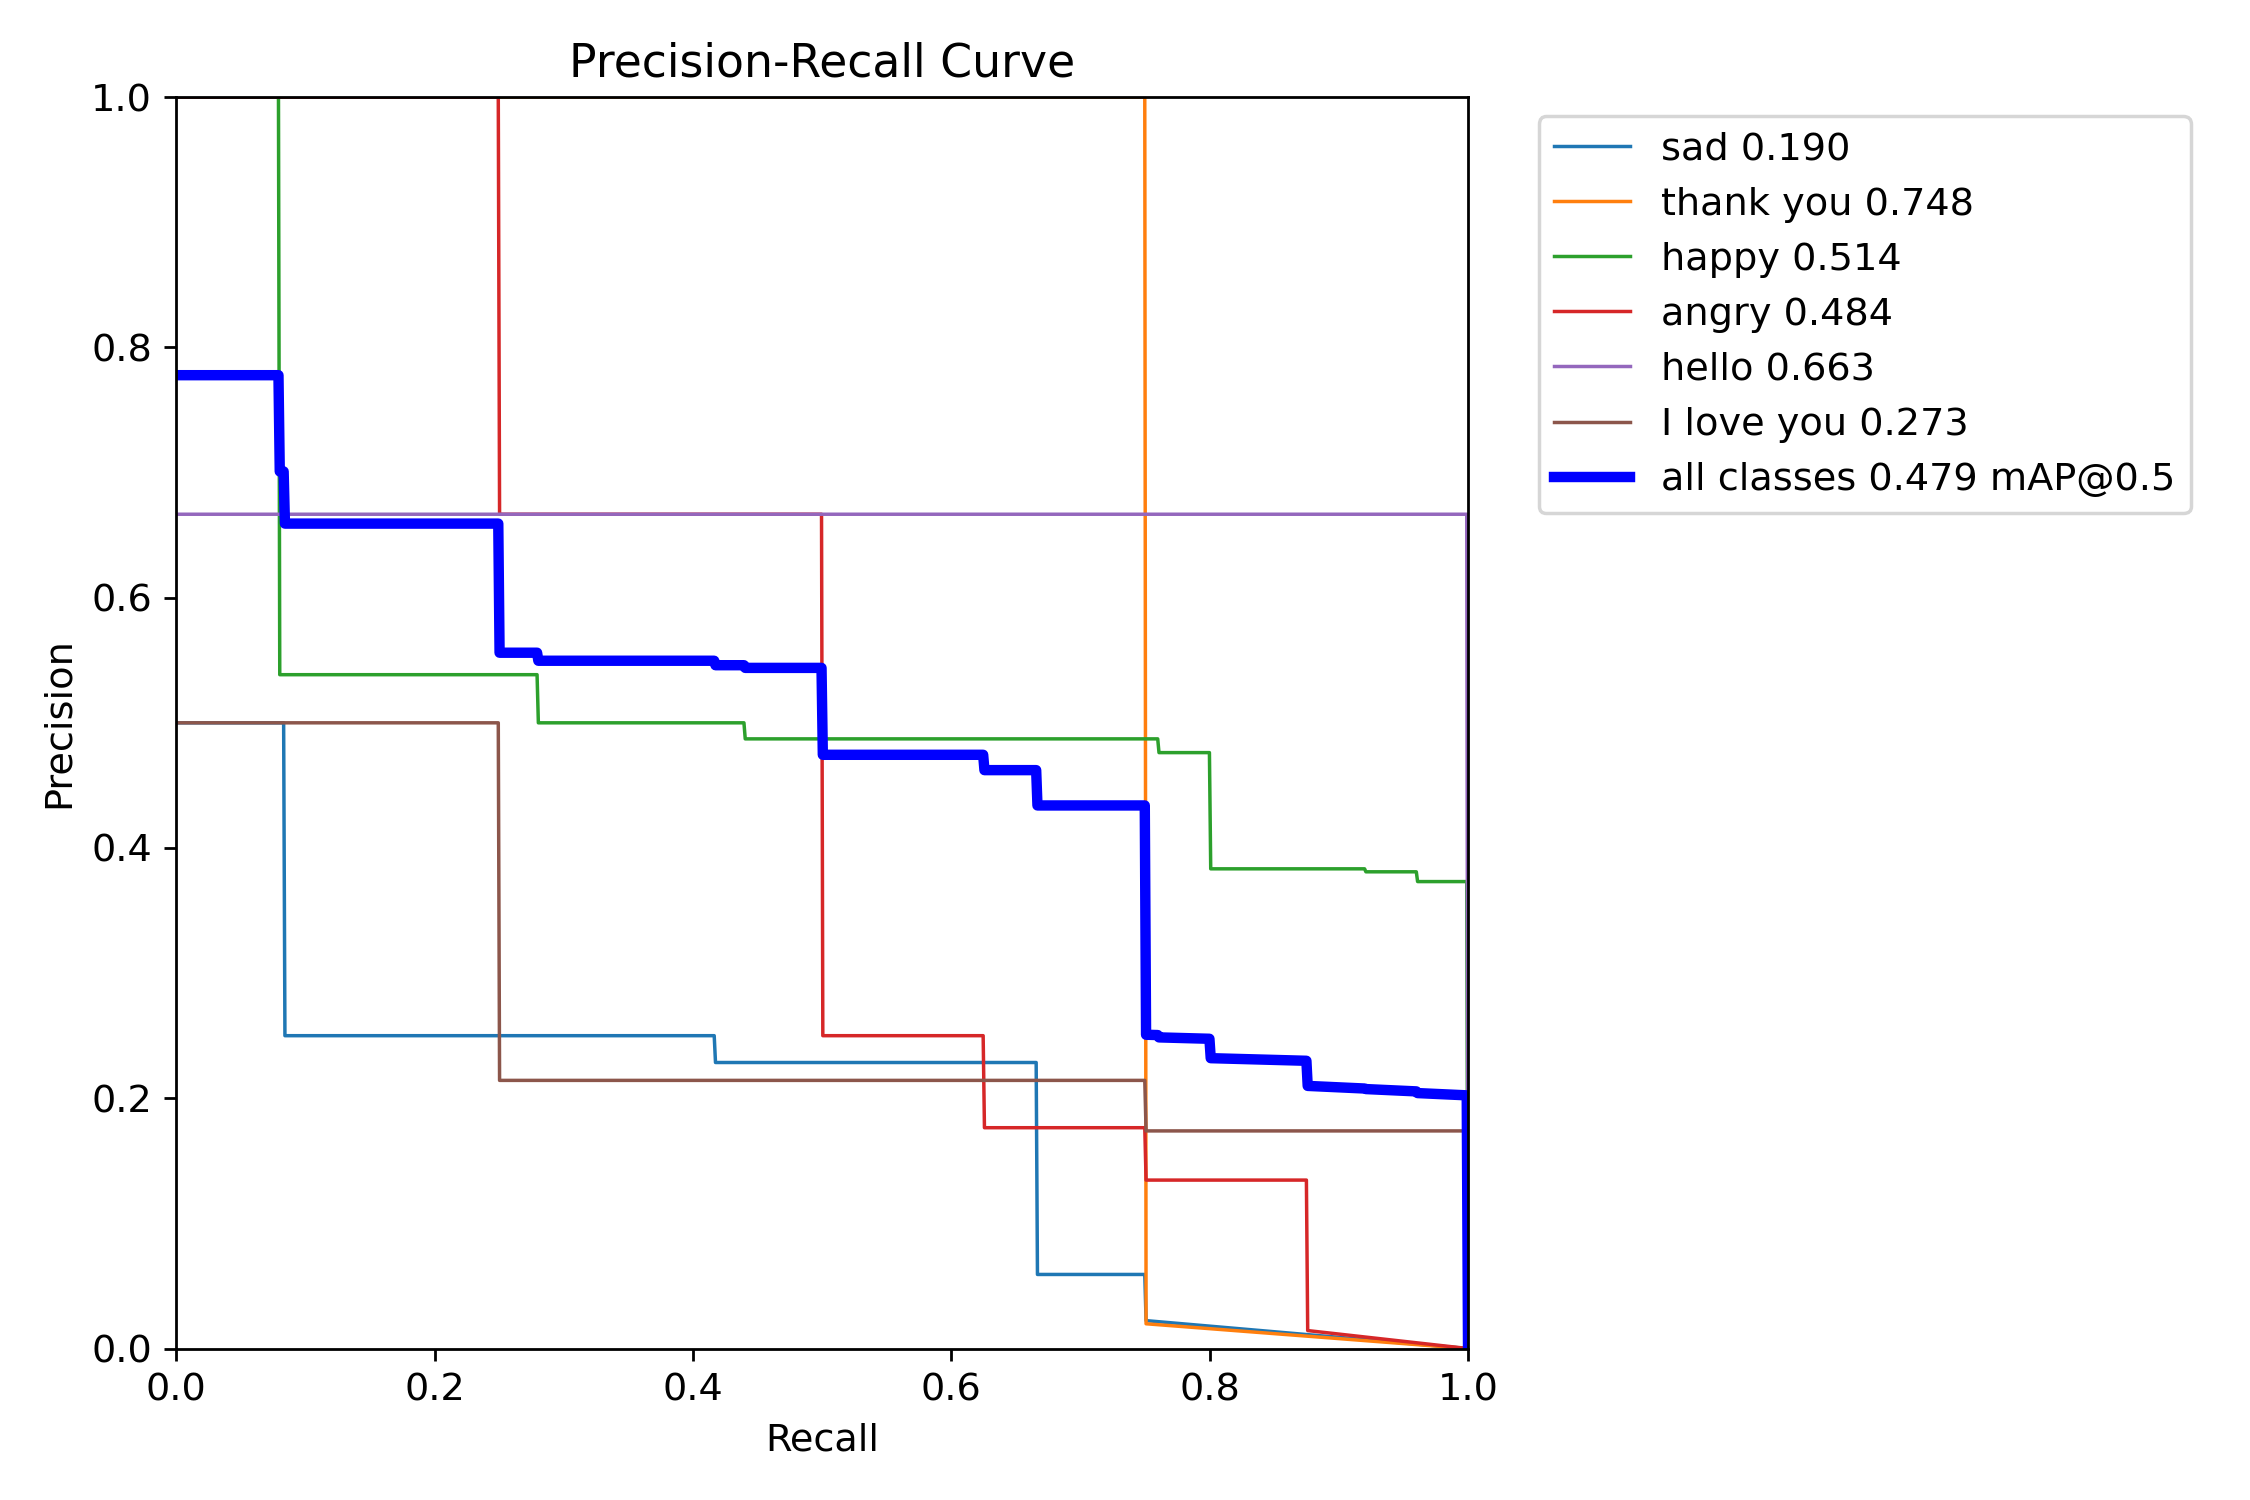 Precision-Recall Curve
1.0
0.8
0.6
0.4
0.2
0.0
Precision
0.0 0.2 0.4 0.6 0.8 1.0
Recall
sad 0.190
thank you 0.748
happy 0.514
angry 0.484
hello 0.663
I love you 0.273
all classes 0.479 mAP@0.5